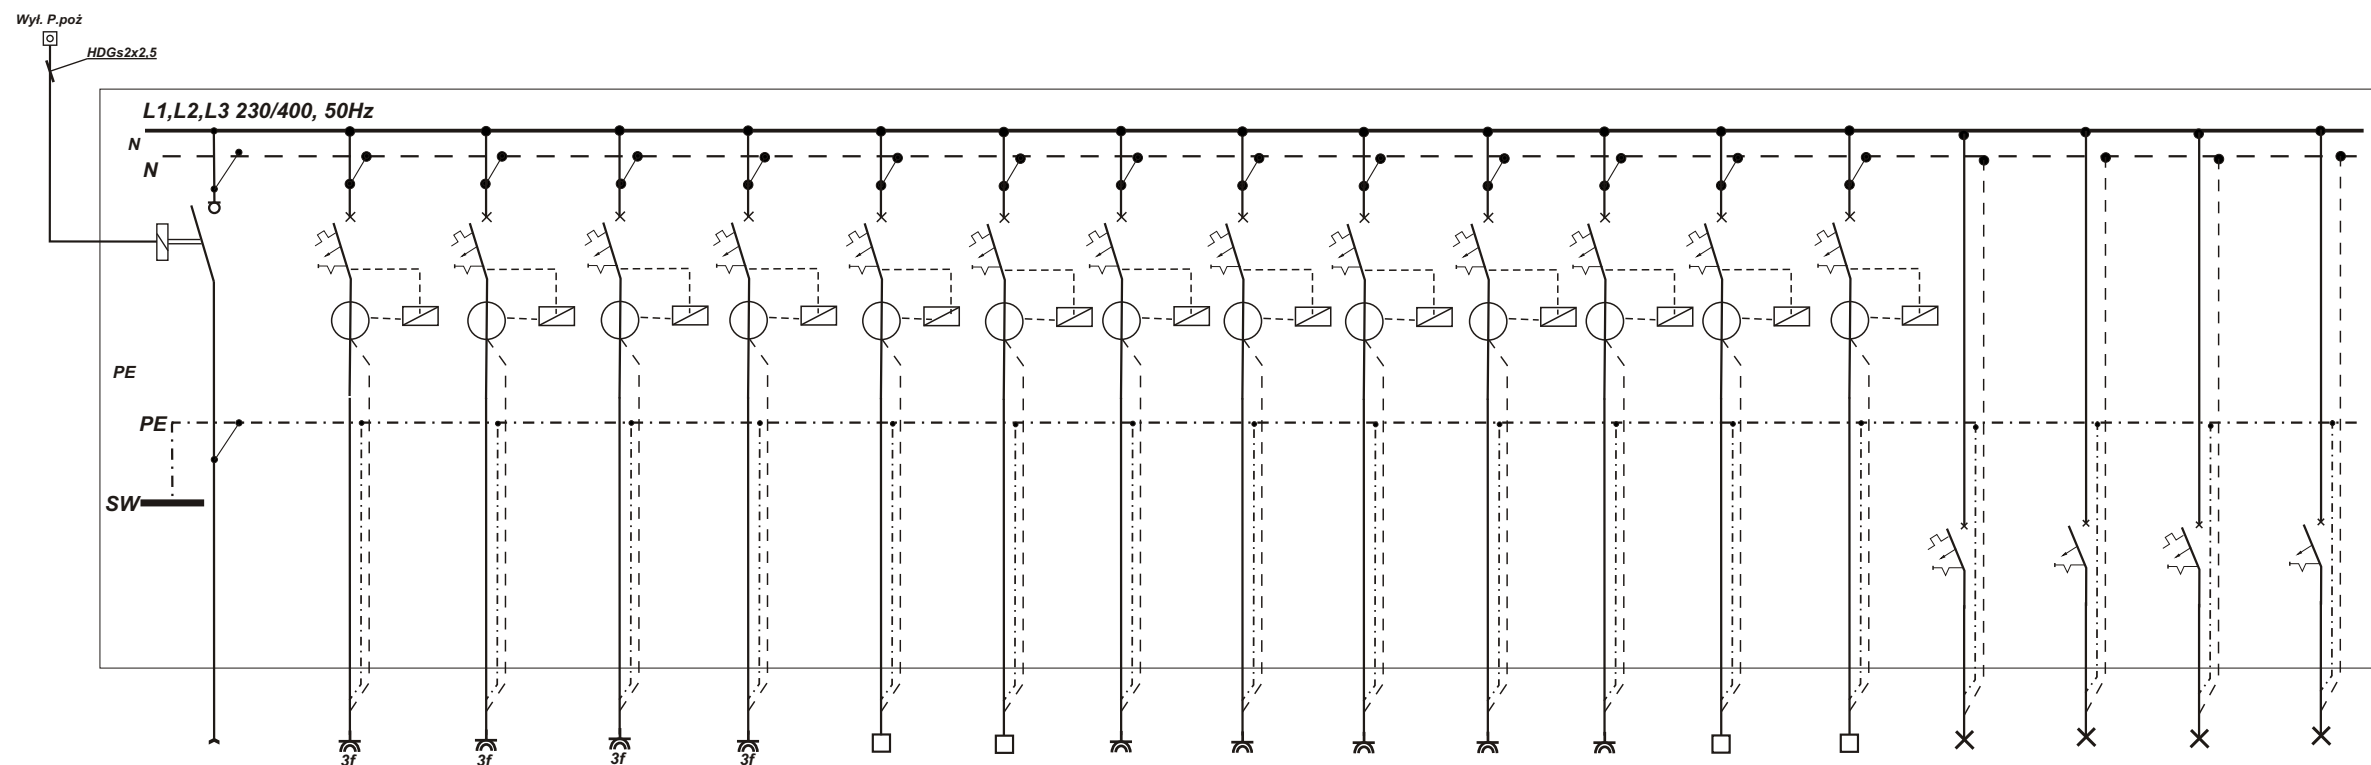 Wył. P.poż
HDGs2x2,5
L1,L2,L3 230/400, 50Hz
N
N
PE
PE
SW
3f 3f 3f 3f